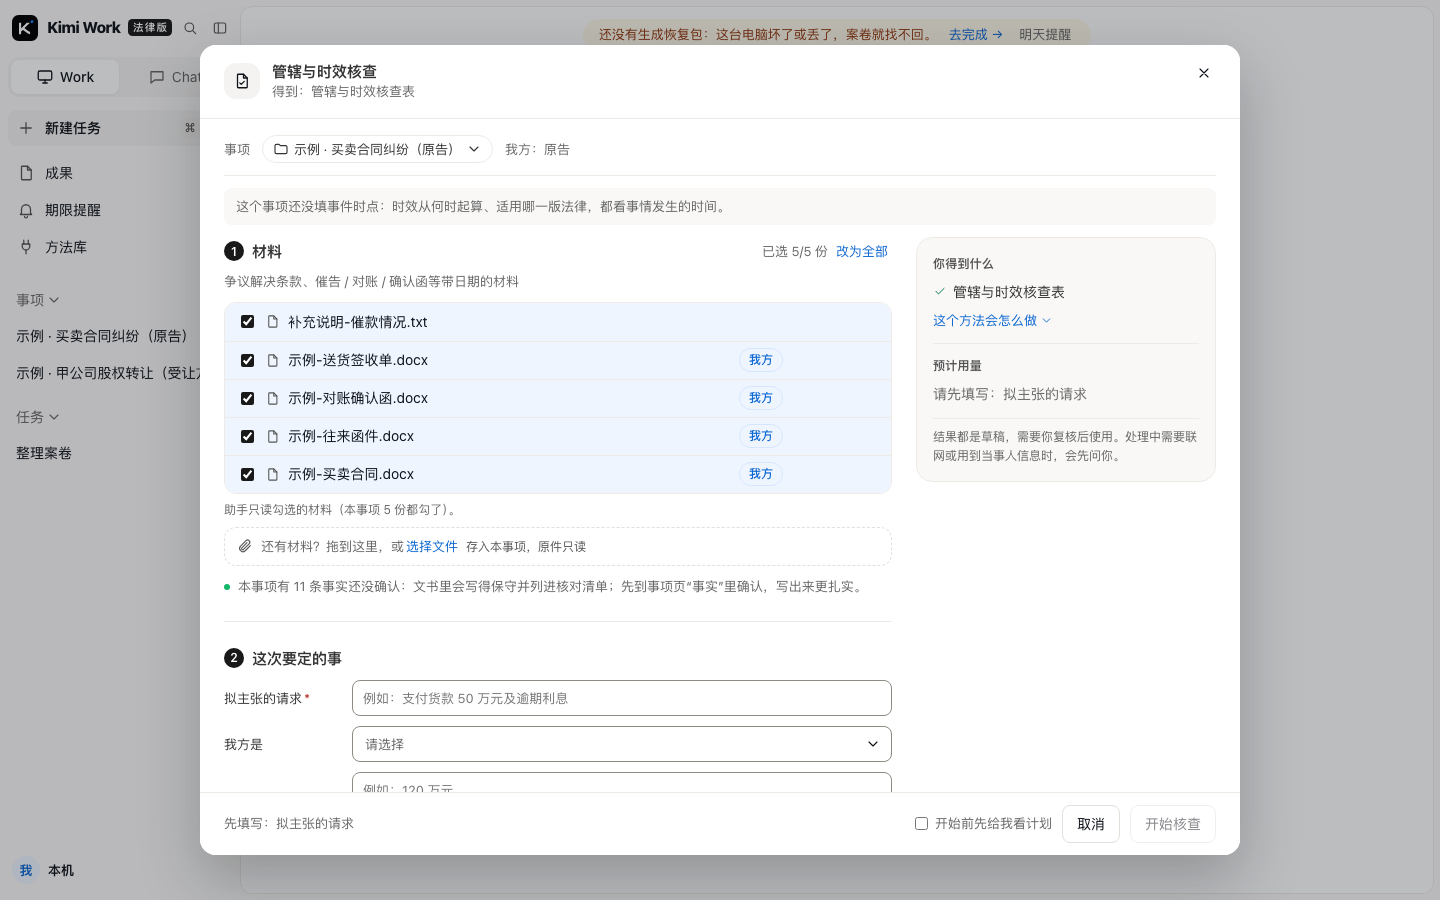 Kimi Work 法律版
还没有生成恢复包：这台电脑坏了或丢了，案卷就找不回。 去完成 → 明天提醒
Work
Chat
新建任务 ⌘
成果
期限提醒
方法库
事项
示例 · 买卖合同纠纷（原告）
示例 · 甲公司股权转让（受让
任务
整理案卷
我 本机
管辖与时效核查
得到：管辖与时效核查表
事项 示例 · 买卖合同纠纷（原告） 我方：原告
这个事项还没填事件时点：时效从何时起算、适用哪一版法律，都看事情发生的时间。
1 材料 已选 5/5 份 改为全部
争议解决条款、催告 / 对账 / 确认函等带日期的材料
补充说明-催款情况.txt
示例-送货签收单.docx 我方
示例-对账确认函.docx 我方
示例-往来函件.docx 我方
示例-买卖合同.docx 我方
助手只读勾选的材料（本事项 5 份都勾了）。
还有材料？拖到这里，或选择文件 存入本事项，原件只读
本事项有 11 条事实还没确认：文书里会写得保守并列进核对清单；先到事项页“事实”里确认，写出来更扎实。
2 这次要定的事
拟主张的请求 * 例如：支付货款 50 万元及逾期利息
我方是 请选择
例如：120 万元
你得到什么
管辖与时效核查表
这个方法会怎么做
预计用量
请先填写：拟主张的请求
结果都是草稿，需要你复核后使用。处理中需要联
网或用到当事人信息时，会先问你。
先填写：拟主张的请求 开始前先给我看计划 取消 开始核查